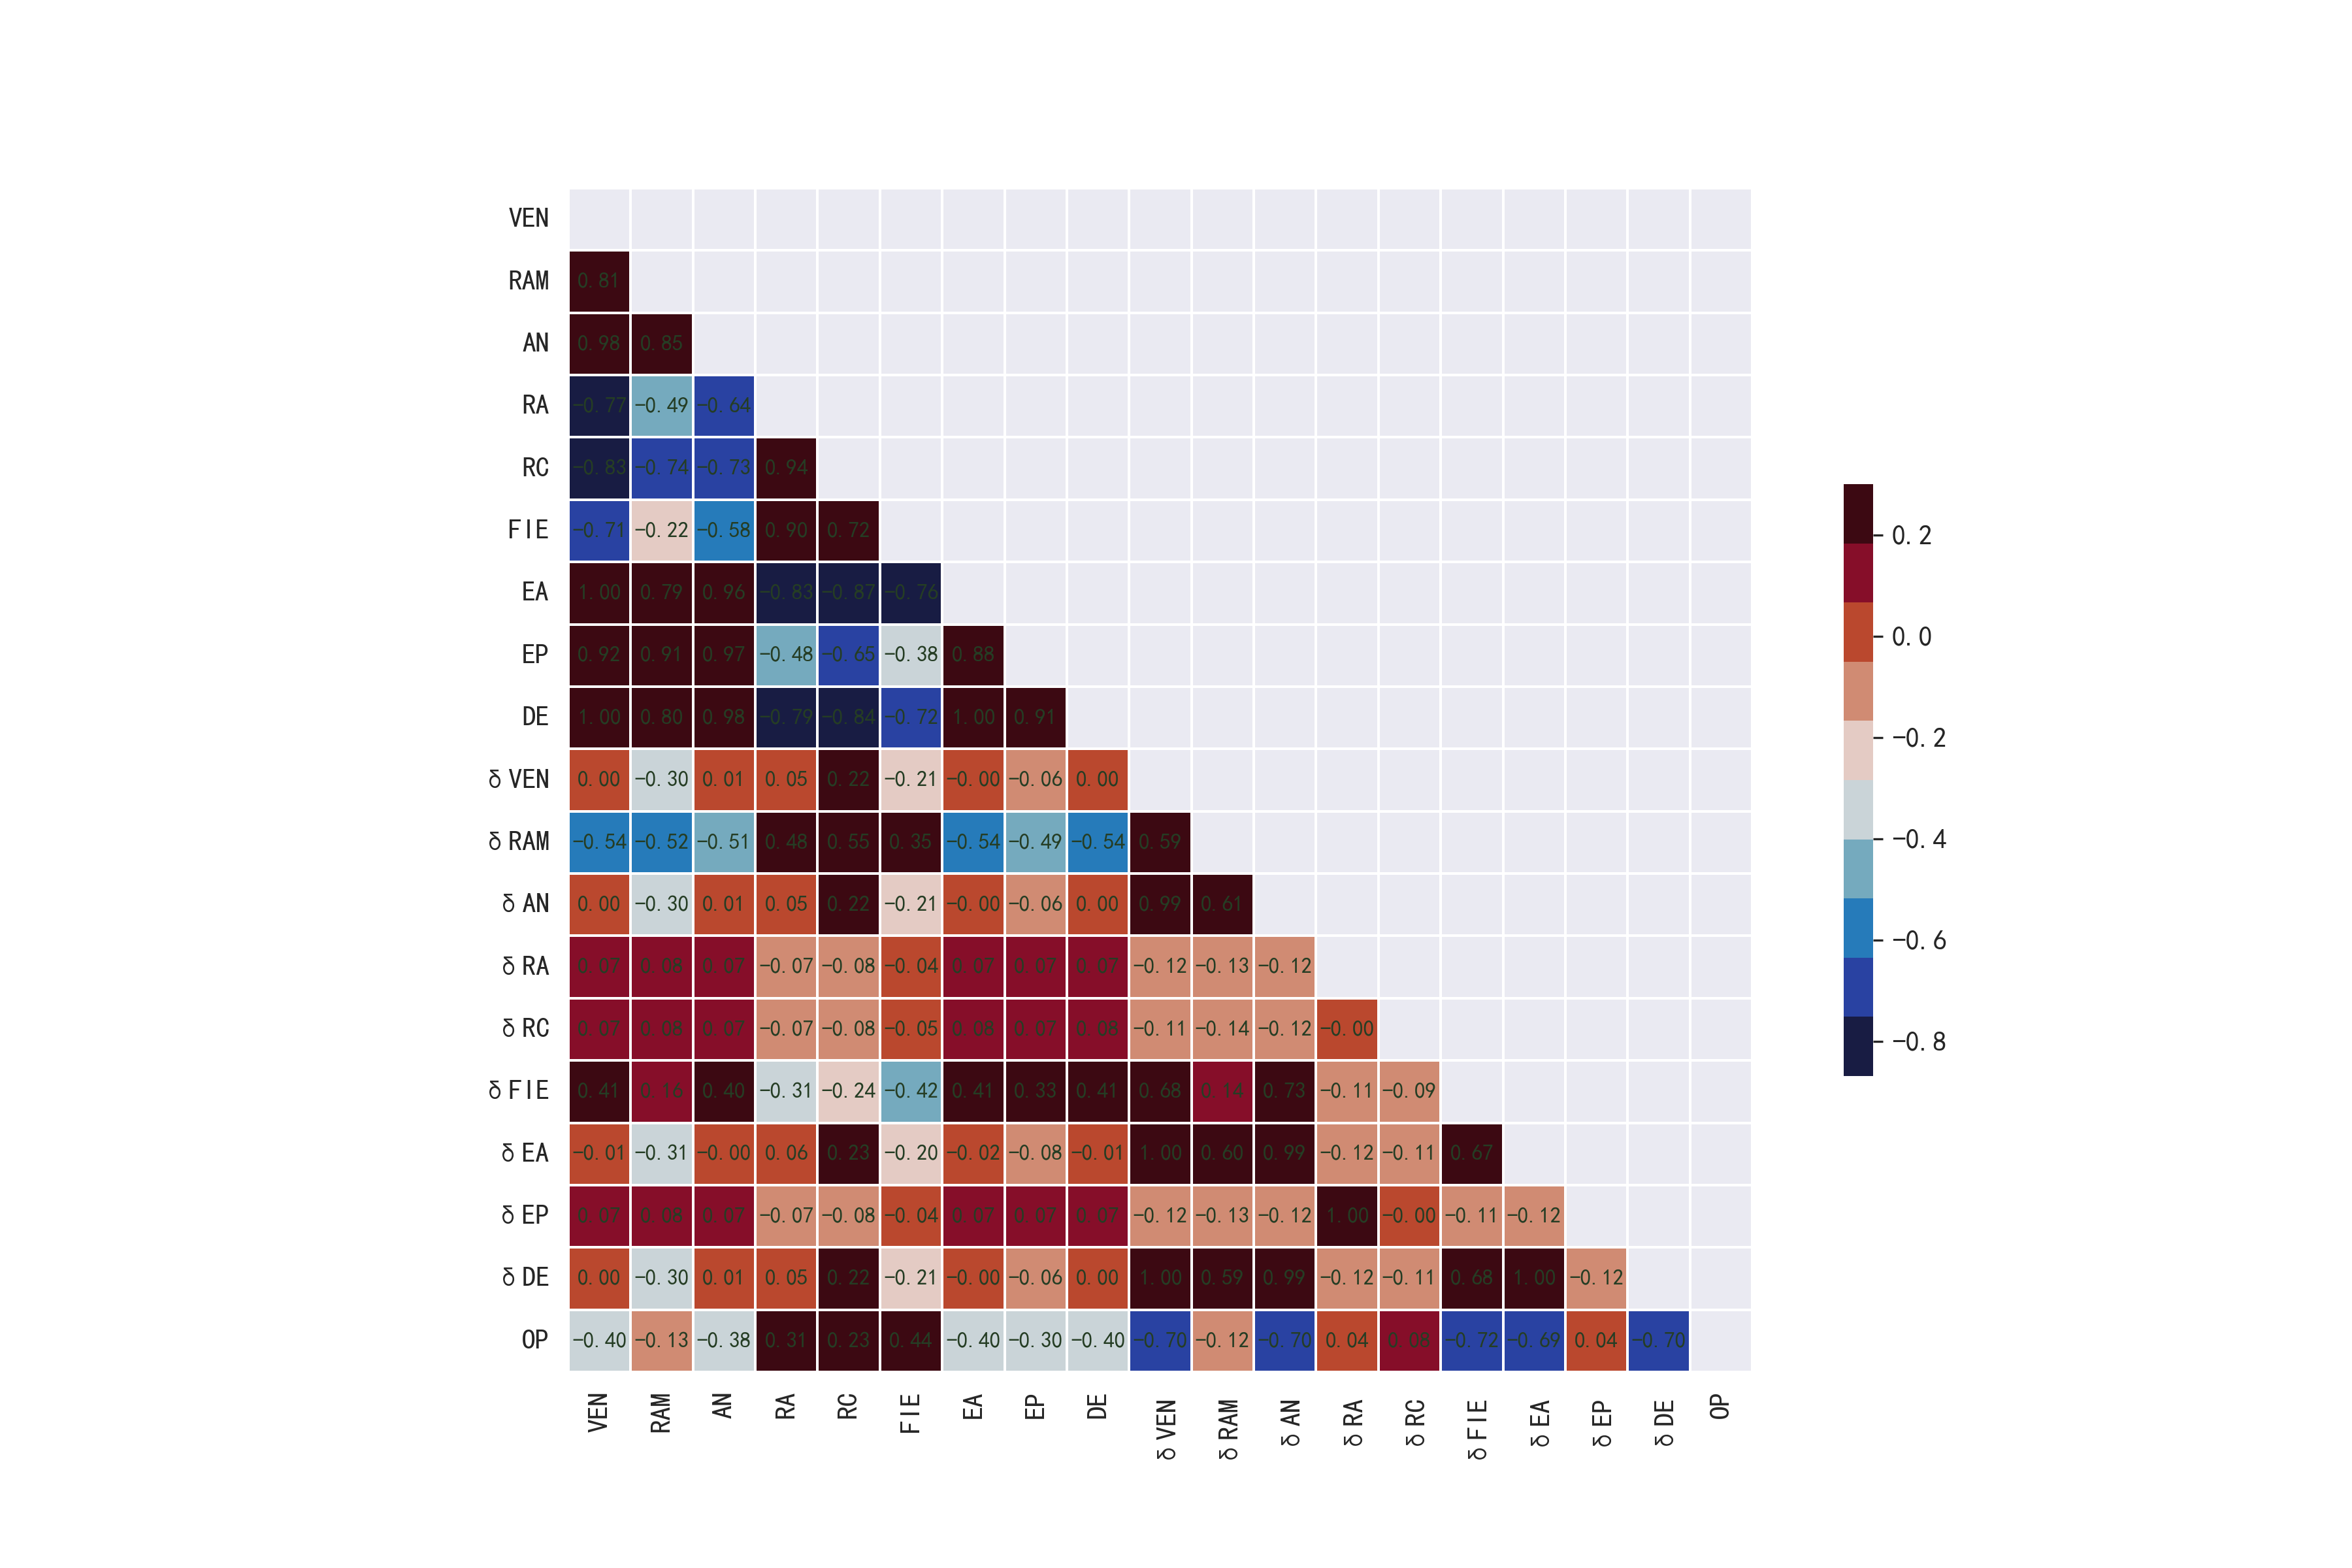 VEN
RAM 0.81
AN 0.98 0.85
RA -0.77 -0.49 -0.64
RC -0.83 -0.74 -0.73 0.94
0.2
FIE -0.71 -0.22 -0.58 0.90 0.72
EA 1.00 0.79 0.96 -0.83 -0.87 -0.76
0.0
EP 0.92 0.91 0.97 -0.48 -0.65 -0.38 0.88
DE 1.00 0.80 0.98 -0.79 -0.84 -0.72 1.00 0.91
-0.2
δVEN 0.00 -0.30 0.01 0.05 0.22 -0.21 -0.00 -0.06 0.00
δRAM -0.54 -0.52 -0.51 0.48 0.55 0.35 -0.54 -0.49 -0.54 0.59
-0.4
δAN 0.00 -0.30 0.01 0.05 0.22 -0.21 -0.00 -0.06 0.00 0.99 0.61
-0.6
δRA 0.07 0.08 0.07 -0.07 -0.08 -0.04 0.07 0.07 0.07 -0.12 -0.13 -0.12
δRC 0.07 0.08 0.07 -0.07 -0.08 -0.05 0.08 0.07 0.08 -0.11 -0.14 -0.12 -0.00
-0.8
δFIE 0.41 0.16 0.40 -0.31 -0.24 -0.42 0.41 0.33 0.41 0.68 0.14 0.73 -0.11 -0.09
δEA -0.01 -0.31 -0.00 0.06 0.23 -0.20 -0.02 -0.08 -0.01 1.00 0.60 0.99 -0.12 -0.11 0.67
δEP 0.07 0.08 0.07 -0.07 -0.08 -0.04 0.07 0.07 0.07 -0.12 -0.13 -0.12 1.00 -0.00 -0.11 -0.12
δDE 0.00 -0.30 0.01 0.05 0.22 -0.21 -0.00 -0.06 0.00 1.00 0.59 0.99 -0.12 -0.11 0.68 1.00 -0.12
OP -0.40 -0.13 -0.38 0.31 0.23 0.44 -0.40 -0.30 -0.40 -0.70 -0.12 -0.70 0.04 0.08 -0.72 -0.69 0.04 -0.70
VEN RAM AN RA RC FIE EA EP DE δVEN δRAM δAN δRA δRC δFIE δEA δEP δDE OP